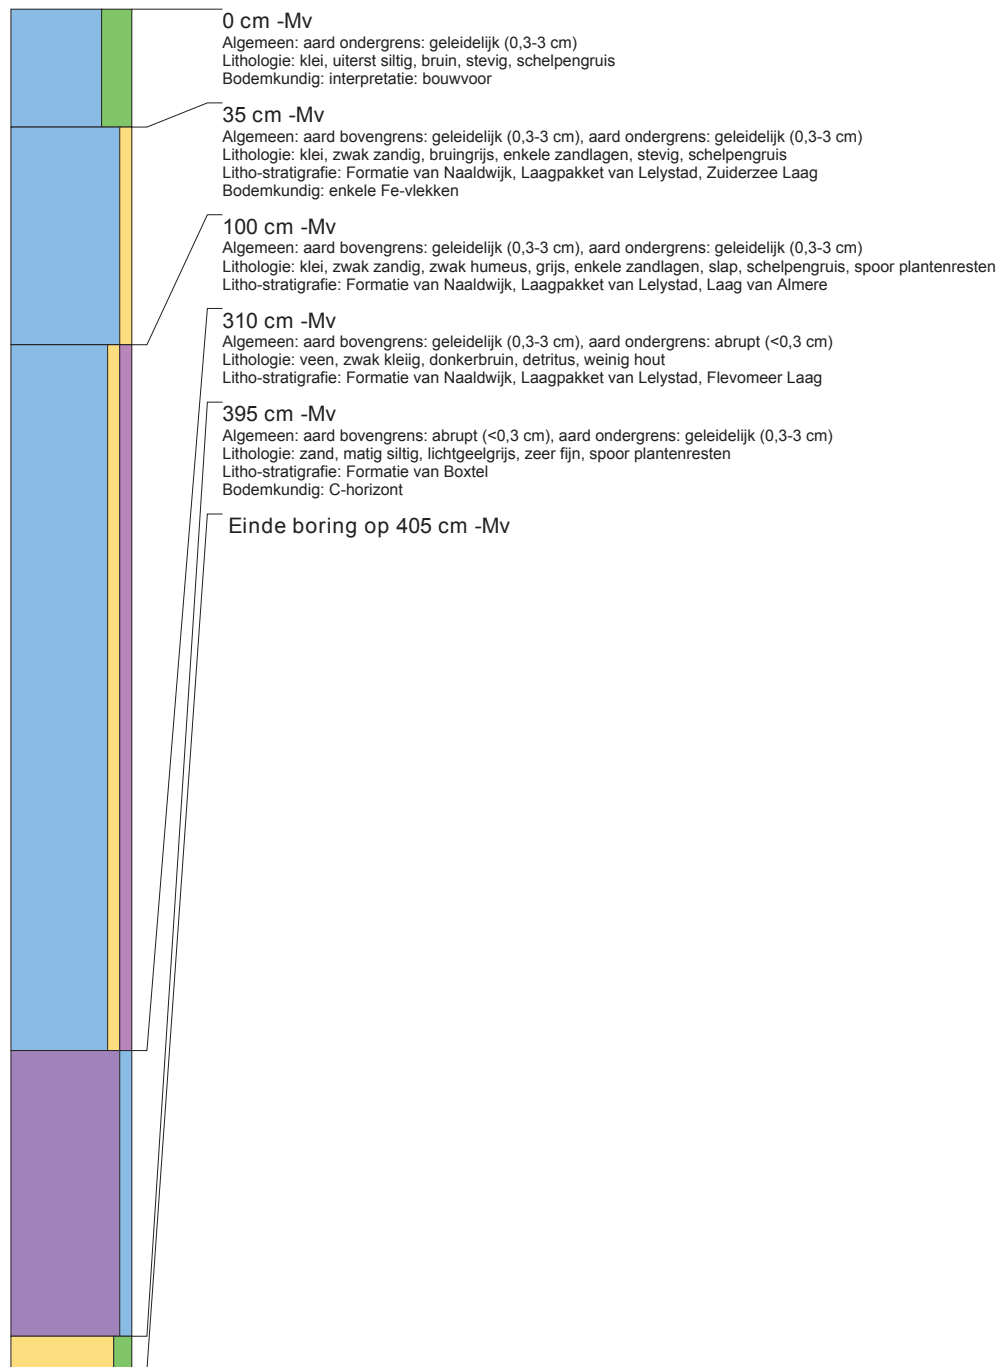 0 cm -Mv
Algemeen: aard ondergrens: geleidelijk (0,3-3 cm)
Lithologie: klei, uiterst siltig, bruin, stevig, schelpengruis
Bodemkundig: interpretatie: bouwvoor
35 cm -Mv
Algemeen: aard bovengrens: geleidelijk (0,3-3 cm), aard ondergrens: geleidelijk (0,3-3 cm)
Lithologie: klei, zwak zandig, bruingrijs, enkele zandlagen, stevig, schelpengruis
Litho-stratigrafie: Formatie van Naaldwijk, Laagpakket van Lelystad, Zuiderzee Laag
Bodemkundig: enkele Fe-vlekken
100 cm -Mv
Algemeen: aard bovengrens: geleidelijk (0,3-3 cm), aard ondergrens: geleidelijk (0,3-3 cm)
Lithologie: klei, zwak zandig, zwak humeus, grijs, enkele zandlagen, slap, schelpengruis, spoor plantenresten
Litho-stratigrafie: Formatie van Naaldwijk, Laagpakket van Lelystad, Laag van Almere
310 cm -Mv
Algemeen: aard bovengrens: geleidelijk (0,3-3 cm), aard ondergrens: abrupt (<0,3 cm)
Lithologie: veen, zwak kleiig, donkerbruin, detritus, weinig hout
Litho-stratigrafie: Formatie van Naaldwijk, Laagpakket van Lelystad, Flevomeer Laag
395 cm -Mv
Algemeen: aard bovengrens: abrupt (<0,3 cm), aard ondergrens: geleidelijk (0,3-3 cm)
Lithologie: zand, matig siltig, lichtgeelgrijs, zeer fijn, spoor plantenresten
Litho-stratigrafie: Formatie van Boxtel
Bodemkundig: C-horizont
Einde boring op 405 cm -Mv